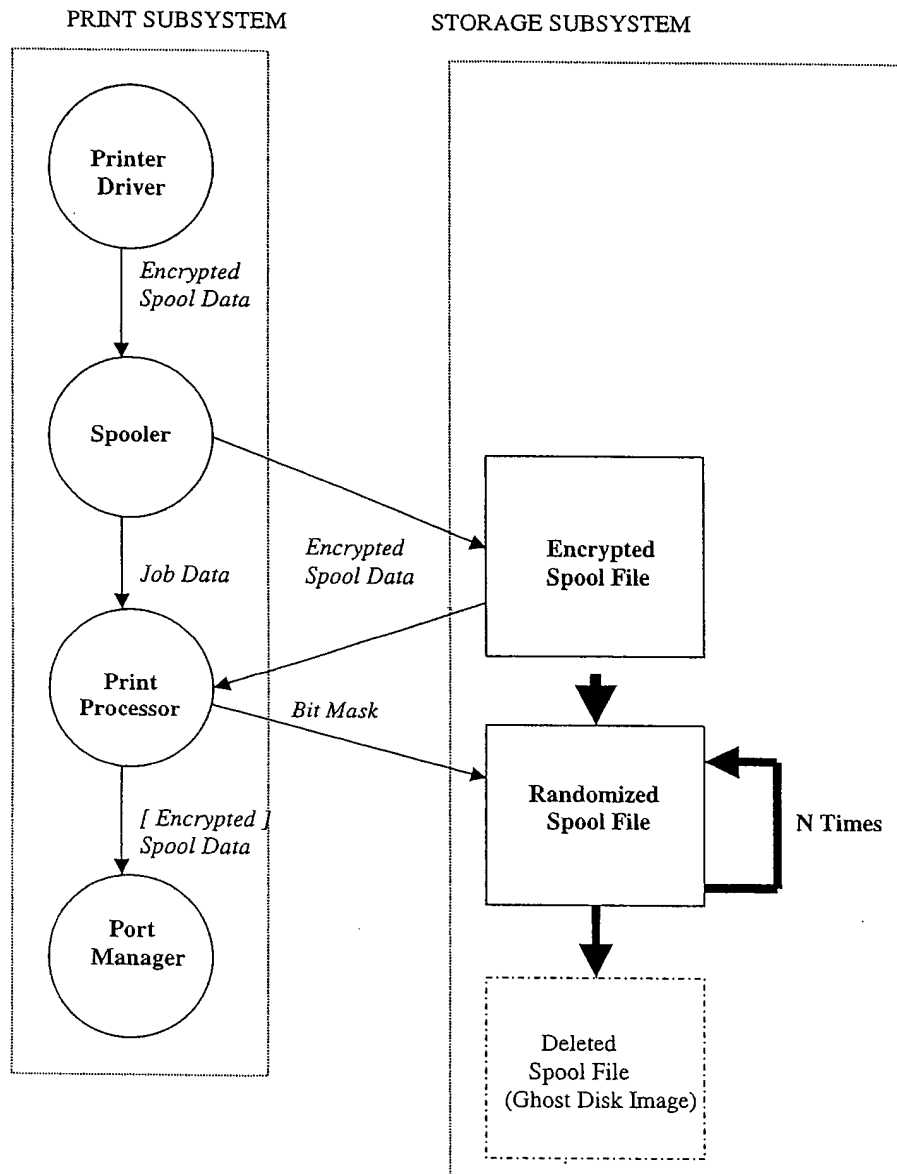 PRINT SUBSYSTEM
STORAGE SUBSYSTEM
Printer
Driver
Encrypted
Spool Data
Spooler
Encrypted
Spool Data
Encrypted
Spool File
Job Data
Print
Processor
Bit Mask
Randomized
Spool File
N Times
[ Encrypted ]
Spool Data
Port
Manager
Deleted
Spool File
(Ghost Disk Image)